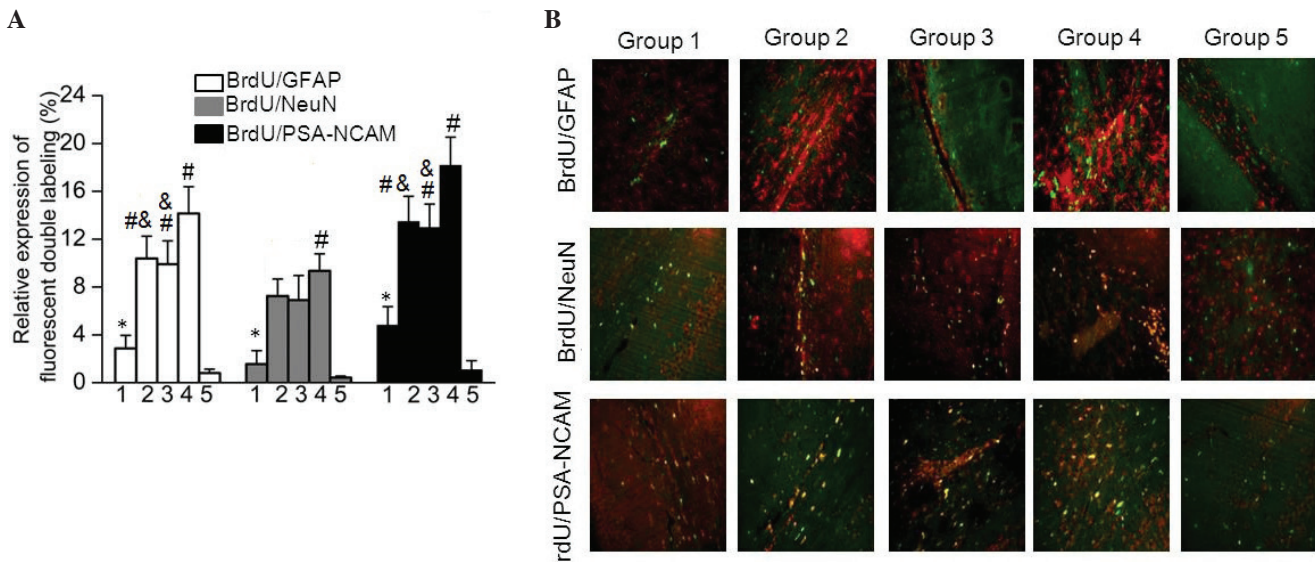 A
Relative expression of
fluorescent double labeling (%)
BrdU/GFAP
BrdU/NeuN
BrdU/PSA-NCAM
24
20
16
12
8
4
0
*
#&
&
#
#
*
#
*
#&
&
#
#
1 2 3 4 5
1 2 3 4 5
1 2 3 4 5
B
Group 1 Group 2 Group 3 Group 4 Group 5
BrdU/GFAP
BrdU/NeuN
rdU/PSA-NCAM